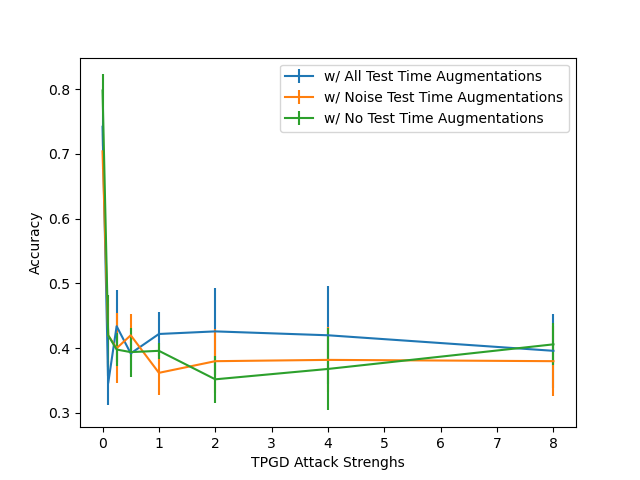 w/ All Test Time Augmentations
w/ Noise Test Time Augmentations
w/ No Test Time Augmentations
0.8
0.7
0.6
0.5
0.4
0.3
Accuracy
0 1 2 3 4 5 6 7 8
TPGD Attack Strenghs